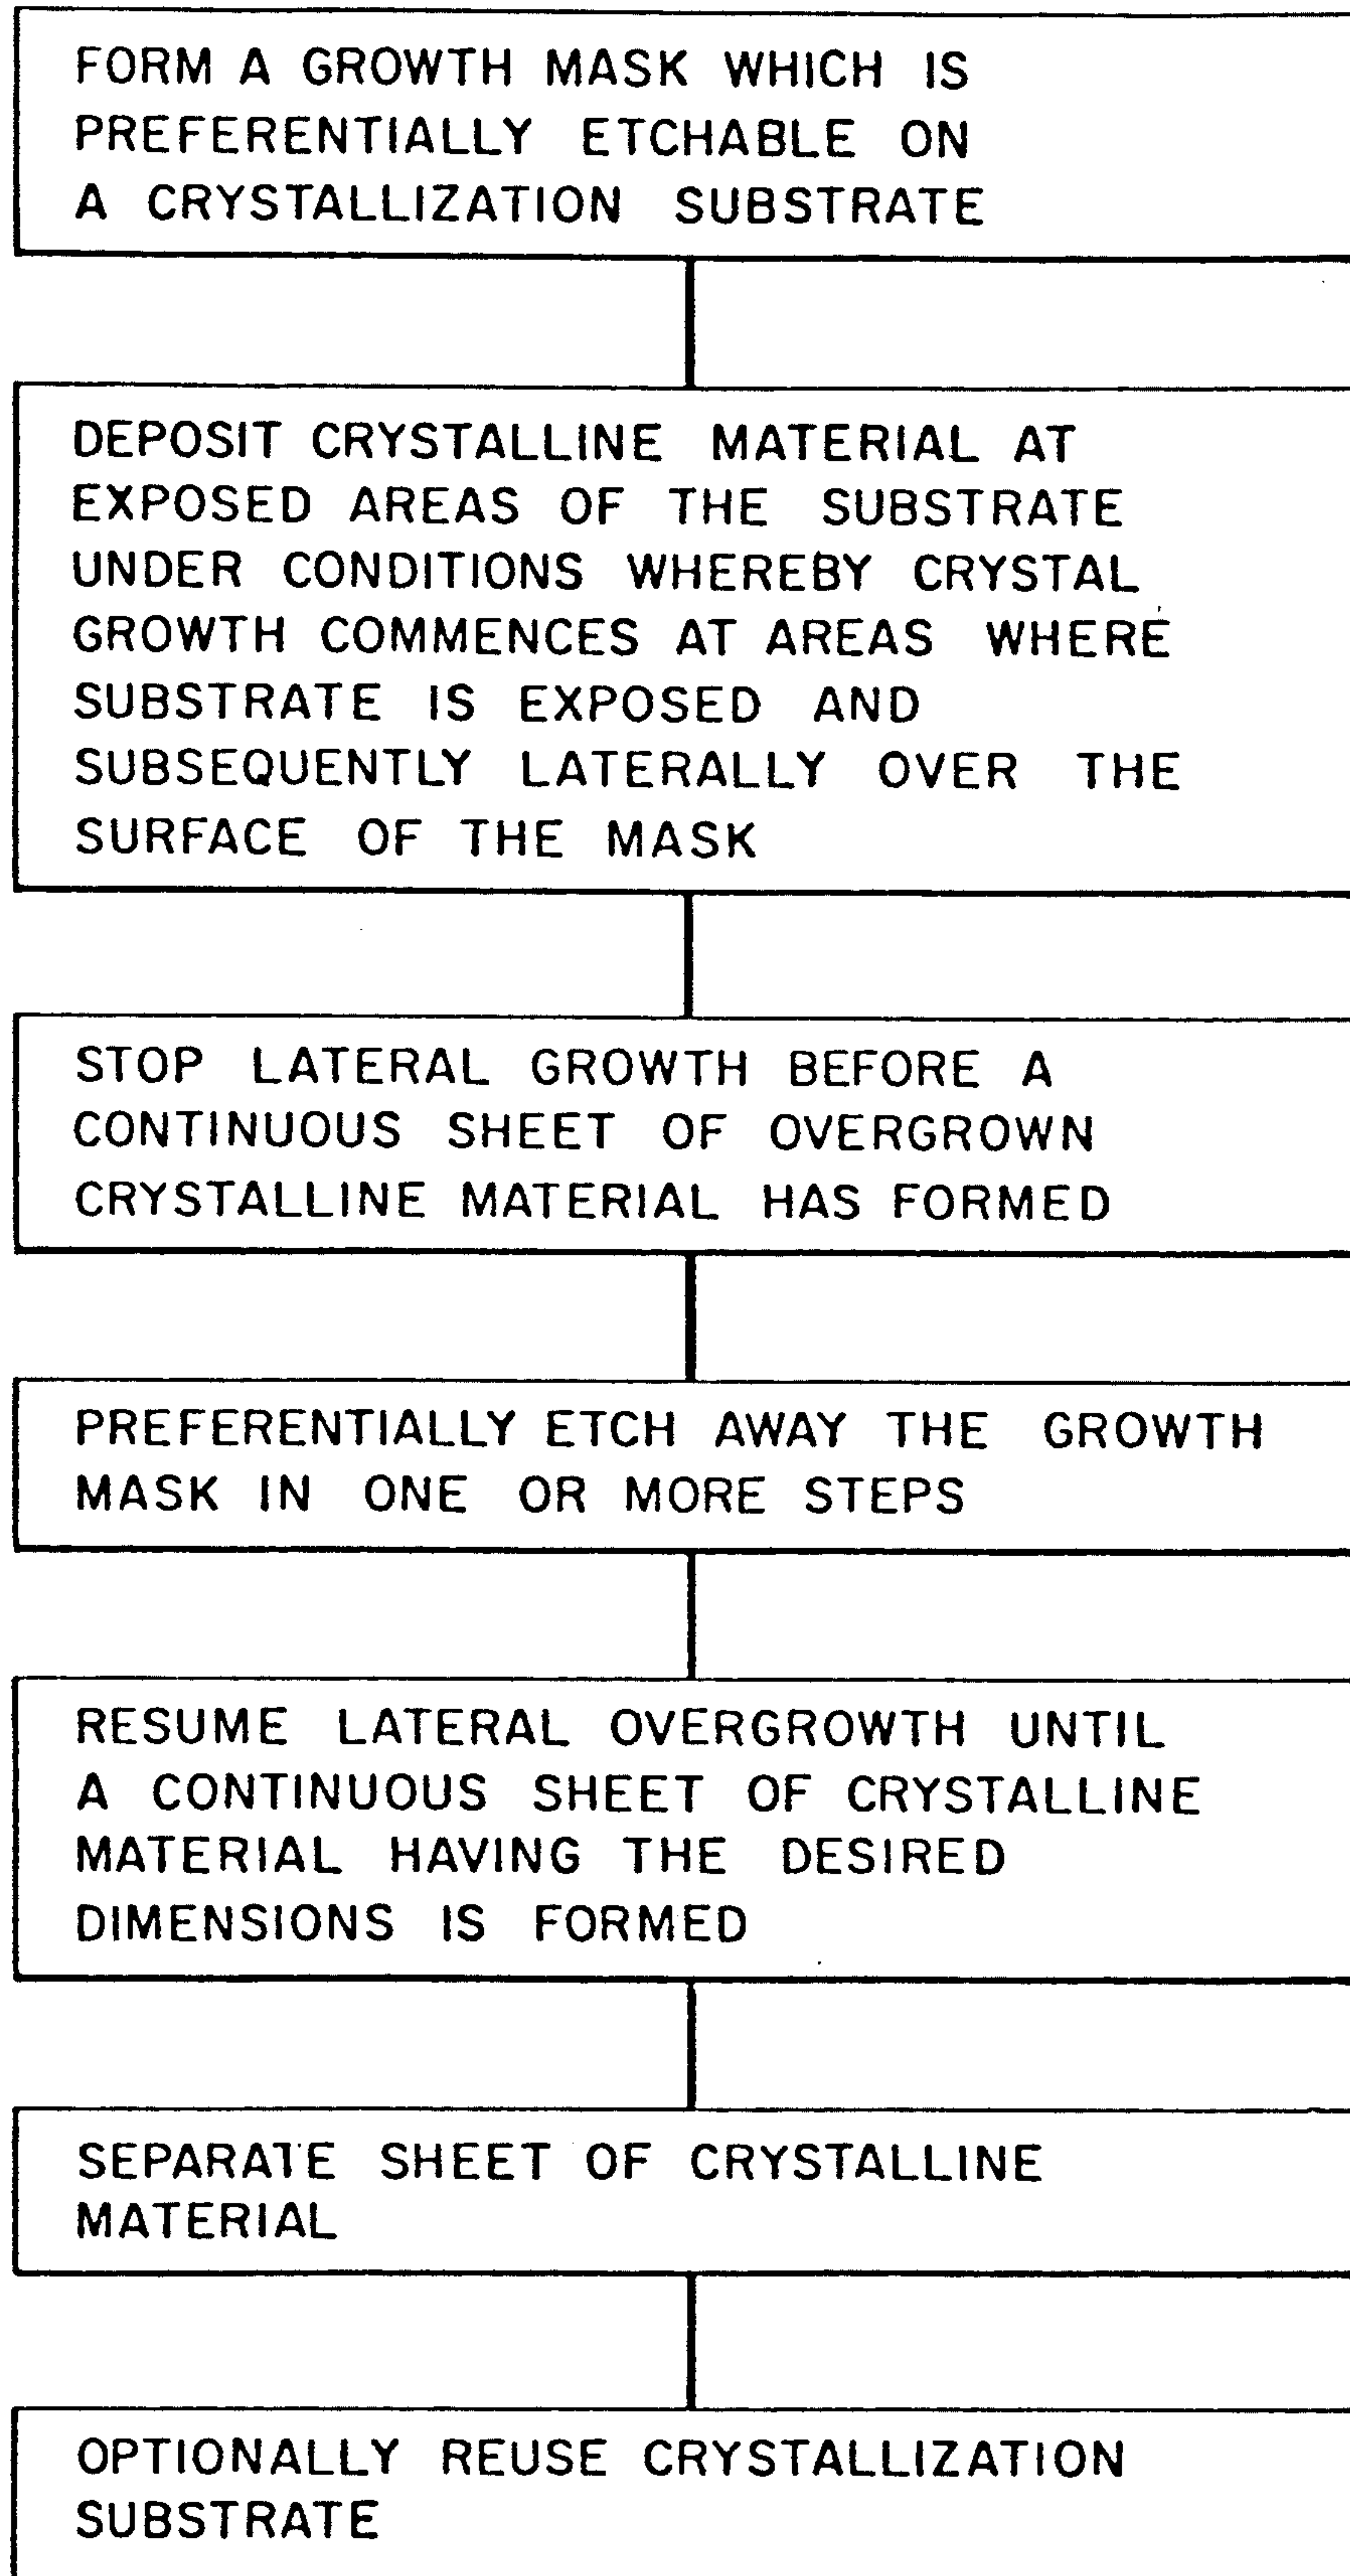 FORM A GROWTH MASK WHICH IS
PREFERENTIALLY ETCHABLE ON
A CRYSTALLIZATION SUBSTRATE
DEPOSIT CRYSTALLINE MATERIAL AT
EXPOSED AREAS OF THE SUBSTRATE
UNDER CONDITIONS WHEREBY CRYSTAL
GROWTH COMMENCES AT AREAS WHERE
SUBSTRATE IS EXPOSED AND
SUBSEQUENTLY LATERALLY OVER THE
SURFACE OF THE MASK
STOP LATERAL GROWTH BEFORE A
CONTINUOUS SHEET OF OVERGROWN
CRYSTALLINE MATERIAL HAS FORMED
PREFERENTIALLY ETCH AWAY THE GROWTH
MASK IN ONE OR MORE STEPS
RESUME LATERAL OVERGROWTH UNTIL
A CONTINUOUS SHEET OF CRYSTALLINE
MATERIAL HAVING THE DESIRED
DIMENSIONS IS FORMED
SEPARATE SHEET OF CRYSTALLINE
MATERIAL
OPTIONALLY REUSE CRYSTALLIZATION
SUBSTRATE